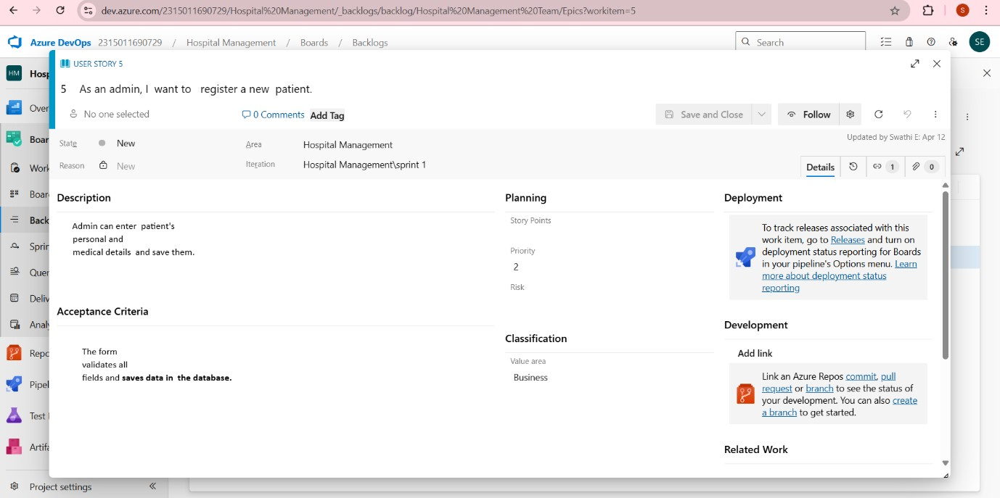 dev.azure.com/2315011690729/Hospital%20Management/_backlogs/backlog/Hospital%20Management%20Team/Epics?workitem=5
S
Azure DevOps 2315011690729 / Hospital Management / Boards / Backlogs
Search
SE
HM Hosp
Over
Boar
Work
Boar
Back
Sprin
Quer
Deliv
Analy
Repo
Pipel
Test
Artifa
Project settings
USER STORY 5
5 As an admin, I want to register a new patient.
No one selected
0 Comments Add Tag
Save and Close
Follow
State New
Area Hospital Management
Updated by Swathi E: Apr 12
Reason New
Iteration Hospital Management\sprint 1
Details 1 0
Description
Admin can enter patient's
personal and
medical details and save them.
Acceptance Criteria
The form
validates all
fields and saves data in the database.
Planning
Story Points
Priority
2
Risk
Classification
Value area
Business
Deployment
To track releases associated with this
work item, go to Releases and turn on
deployment status reporting for Boards
in your pipeline's Options menu. Learn
more about deployment status
reporting
Development
Add link
Link an Azure Repos commit, pull
request or branch to see the status of
your development. You can also create
a branch to get started.
Related Work